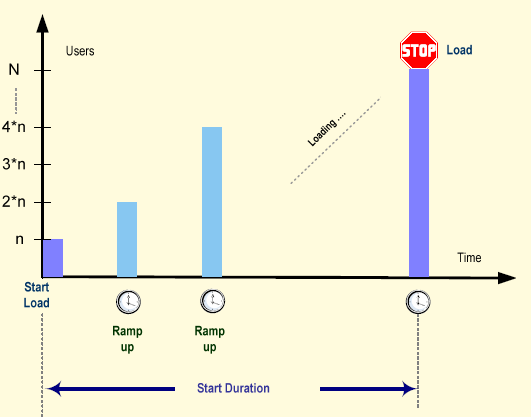 Users
STOP
Load
N
4*n
3*n
2*n
n
Loading ....
Time
Start
Load
Ramp
up
Ramp
up
Start Duration